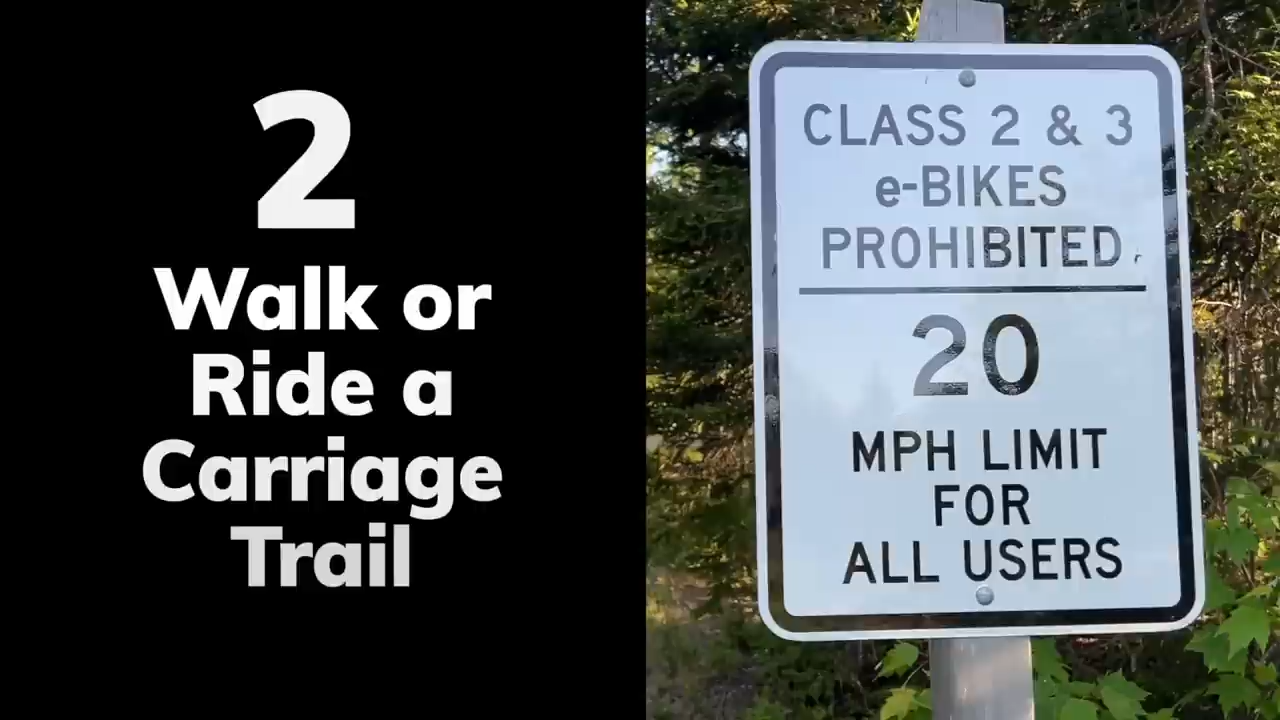 2
Walk or
Ride a
Carriage
Trail
CLASS 2 & 3
e-BIKES
PROHIBITED
20
MPH LIMIT
FOR
ALL USERS